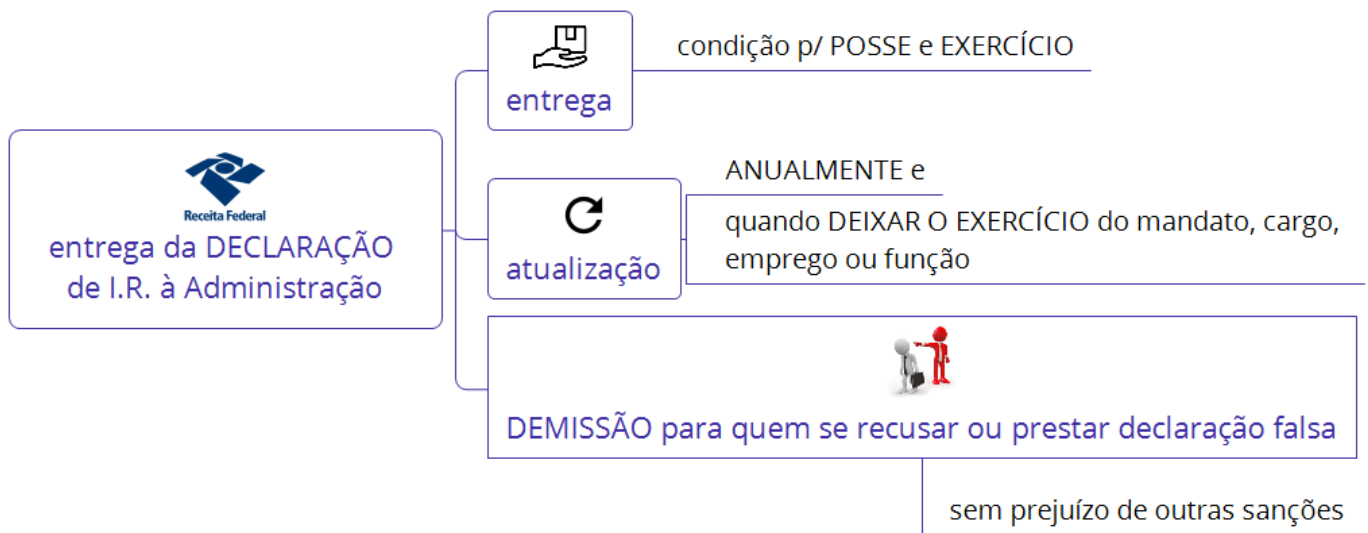 condição p/ POSSE e EXERCÍCIO
entrega
Receita Federal
entrega da DECLARAÇÃO
de I.R. à Administração
ANUALMENTE e
quando DEIXAR O EXERCÍCIO do mandato, cargo,
emprego ou função
atualização
DEMISSÃO para quem se recusar ou prestar declaração falsa
sem prejuízo de outras sanções